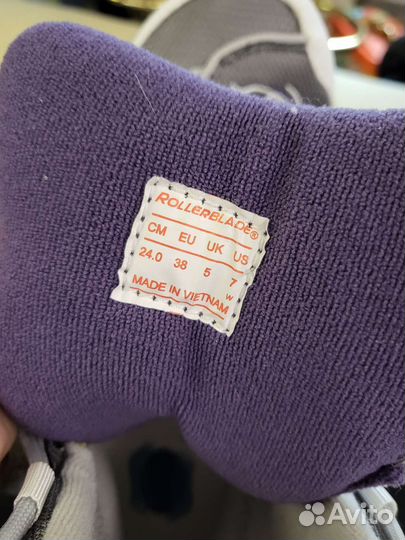 ROLLERBLADE®
CM EU UK US
24.0 38 5 7
W
MADE IN VIETNAM
Avito